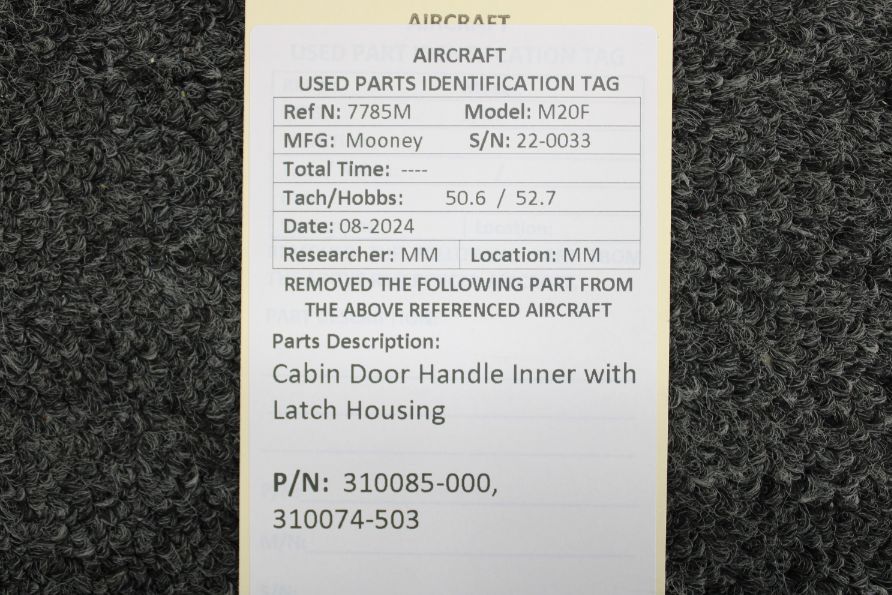 AIRCRAFT
AIRCRAFT
USED PARTS IDENTIFICATION TAG
Ref N: 7785M Model: M20F
MFG: Mooney S/N: 22-0033
Total Time: ----
Tach/Hobbs: 50.6 / 52.7
Date: 08-2024
Researcher: MM Location: MM
REMOVED THE FOLLOWING PART FROM
THE ABOVE REFERENCED AIRCRAFT
Parts Description:
Cabin Door Handle Inner with
Latch Housing
P/N: 310085-000,
310074-503